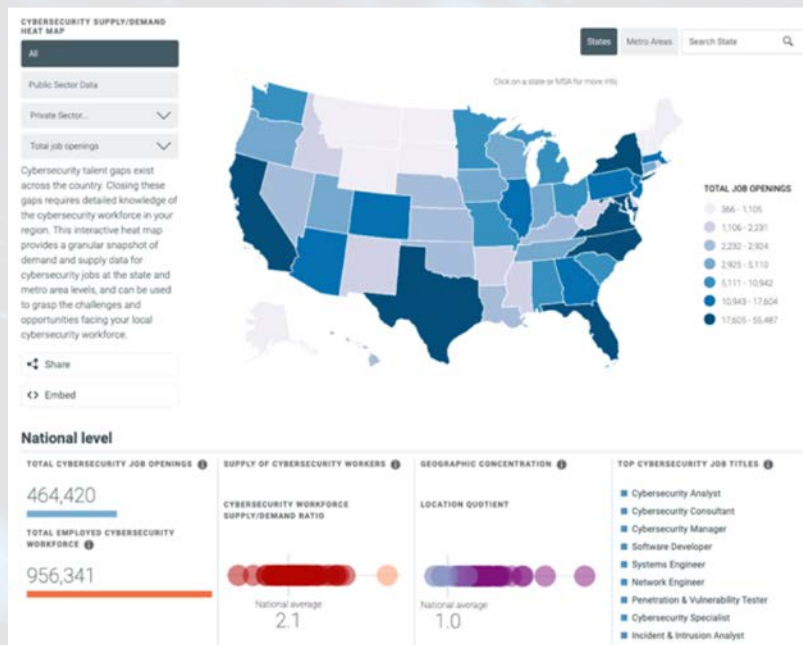 CYBERSECURITY SUPPLY/DEMAND
HEAT MAP
All
Public Sector Data
Private Sector...
Total job openings
Cybersecurity talent gaps exist
across the country. Closing these
gaps requires detailed knowledge of
the cybersecurity workforce in your
region. This interactive heat map
provides a granular snapshot of
demand and supply data for
cybersecurity jobs at the state and
metro area levels, and can be used
to grasp the challenges and
opportunities facing your local
cybersecurity workforce.
Share
Embed
States
Metro Areas
Search State
Click on a state or MSA for more info
TOTAL JOB OPENINGS
366 - 1,105
1,106 - 2,231
2,232 - 2,924
2,925 - 5,110
5,111 - 10,942
10,943 - 17,604
17,605 - 55,487
National level
TOTAL CYBERSECURITY JOB OPENINGS
464,420
TOTAL EMPLOYED CYBERSECURITY
WORKFORCE
956,341
SUPPLY OF CYBERSECURITY WORKERS
CYBERSECURITY WORKFORCE
SUPPLY/DEMAND RATIO
National average
2.1
GEOGRAPHIC CONCENTRATION
LOCATION QUOTIENT
National average
1.0
TOP CYBERSECURITY JOB TITLES
Cybersecurity Analyst
Cybersecurity Consultant
Cybersecurity Manager
Software Developer
Systems Engineer
Network Engineer
Penetration & Vulnerability Tester
Cybersecurity Specialist
Incident & Intrusion Analyst